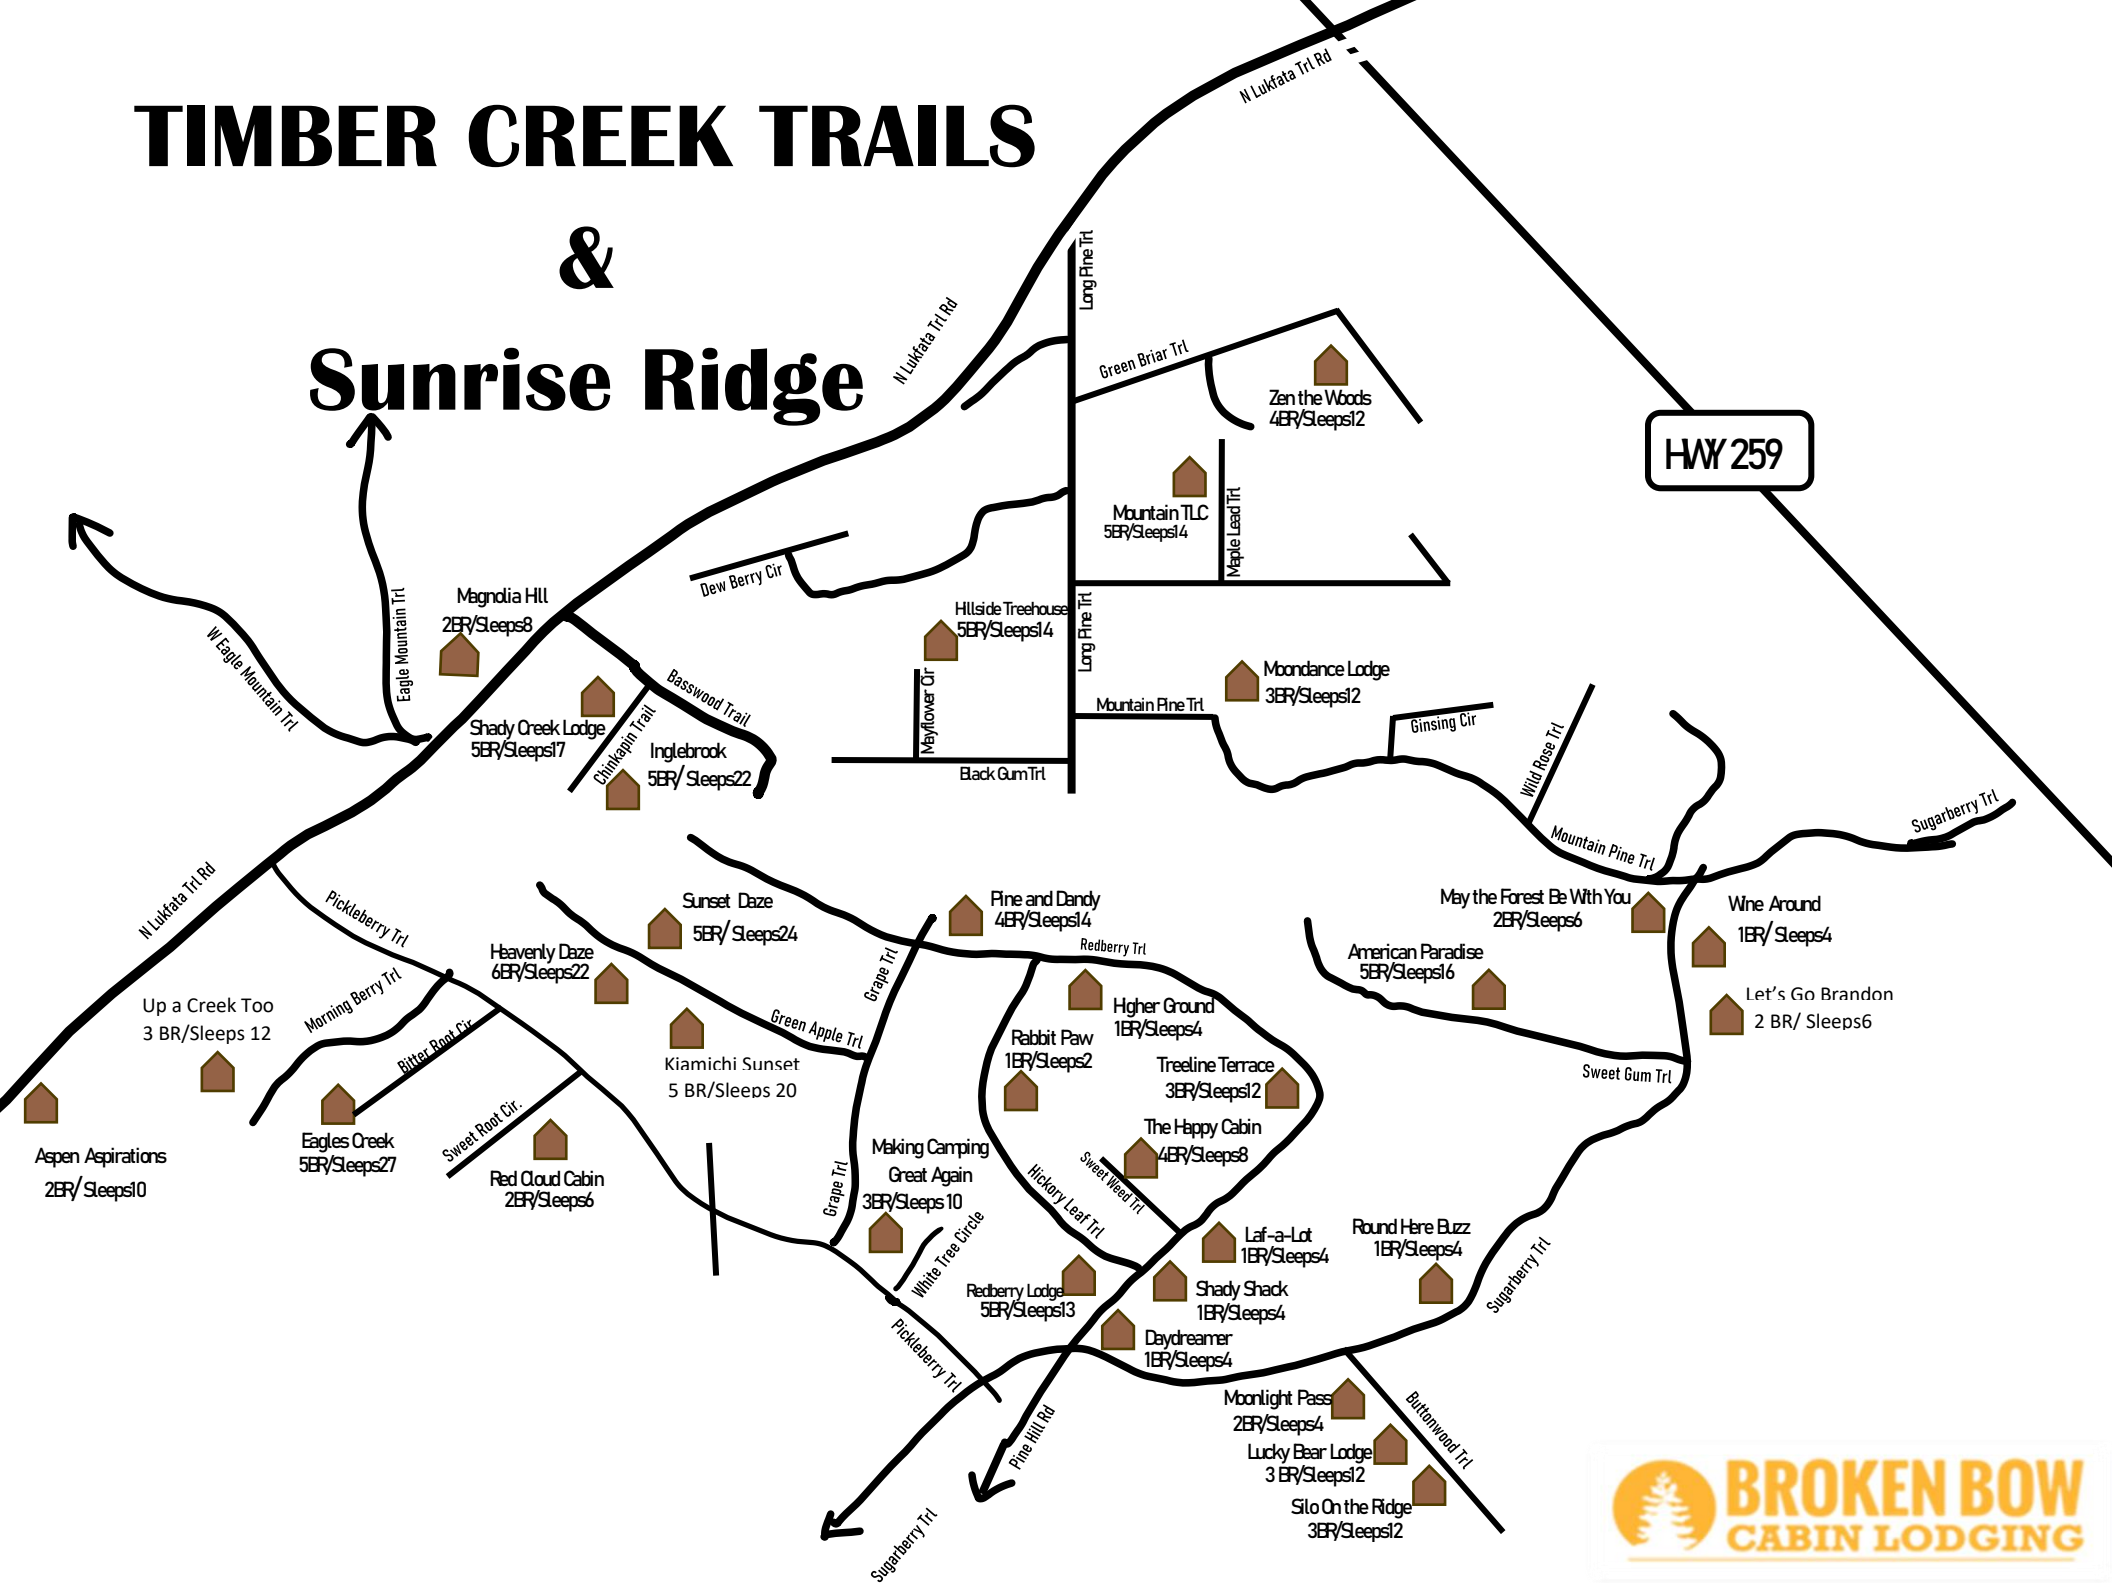 TIMBER CREEK TRAILS
&
Sunrise Ridge
N Lukfata Trl Rd
N Lukfata Trl Rd
Long Pine Trl
Green Briar Trl
Zen the Woods
4BR/Sleeps12
HWY 259
Mountain TLC
5BR/Sleeps14
Maple Lead Trl
Dew Berry Cir
Eagle Mountain Trl
W Eagle Mountain Trl
Magnolia Hill
2BR/Sleeps8
Hillside Treehouse
5BR/Sleeps14
Long Pine Trl
Mayflower Cir
Black Gum Trl
Mountain Pine Trl
Moondance Lodge
3BR/Sleeps12
Ginsing Cir
Wild Rose Trl
Mountain Pine Trl
Sugarberry Trl
Basswood Trail
Shady Creek Lodge
5BR/Sleeps17
Chinkapin Trail
Inglebrook
5BR/ Sleeps22
N Lukfata Trl Rd
Pickleberry Trl
Sunset Daze
5BR/ Sleeps24
Heavenly Daze
6BR/Sleeps22
Pine and Dandy
4BR/Sleeps14
Redberry Trl
Grape Trl
May the Forest Be With You
2BR/Sleeps6
Wine Around
1BR/ Sleeps4
American Paradise
5BR/Sleeps16
Let's Go Brandon
2 BR/ Sleeps6
Morning Berry Trl
Up a Creek Too
3 BR/Sleeps 12
Bitter Root Cir.
Green Apple Trl
Kiamichi Sunset
5 BR/Sleeps 20
Higher Ground
1BR/Sleeps4
Rabbit Paw
1BR/Sleeps2
Treeline Terrace
3BR/Sleeps12
Sweet Gum Trl
Aspen Aspirations
2BR/ Sleeps10
Eagles Creek
5BR/Sleeps27
Sweet Root Cir.
Red Cloud Cabin
2BR/Sleeps6
The Happy Cabin
4BR/Sleeps8
Sweet Weed Trl
Making Camping
Great Again
3BR/Sleeps 10
Grape Trl
White Tree Circle
Hickory Leaf Trl
Laf-a-Lot
1BR/Sleeps4
Round Here Buzz
1BR/Sleeps4
Redberry Lodge
5BR/Sleeps13
Shady Shack
1BR/Sleeps4
Sugarberry Trl
Daydreamer
1BR/Sleeps4
Pickleberry Trl
Pine Hill Rd
Moonlight Pass
2BR/Sleeps4
Buttonwood Trl
Lucky Bear Lodge
3 BR/Sleeps12
Silo On the Ridge
3BR/Sleeps12
Sugarberry Trl
BROKEN BOW
CABIN LODGING